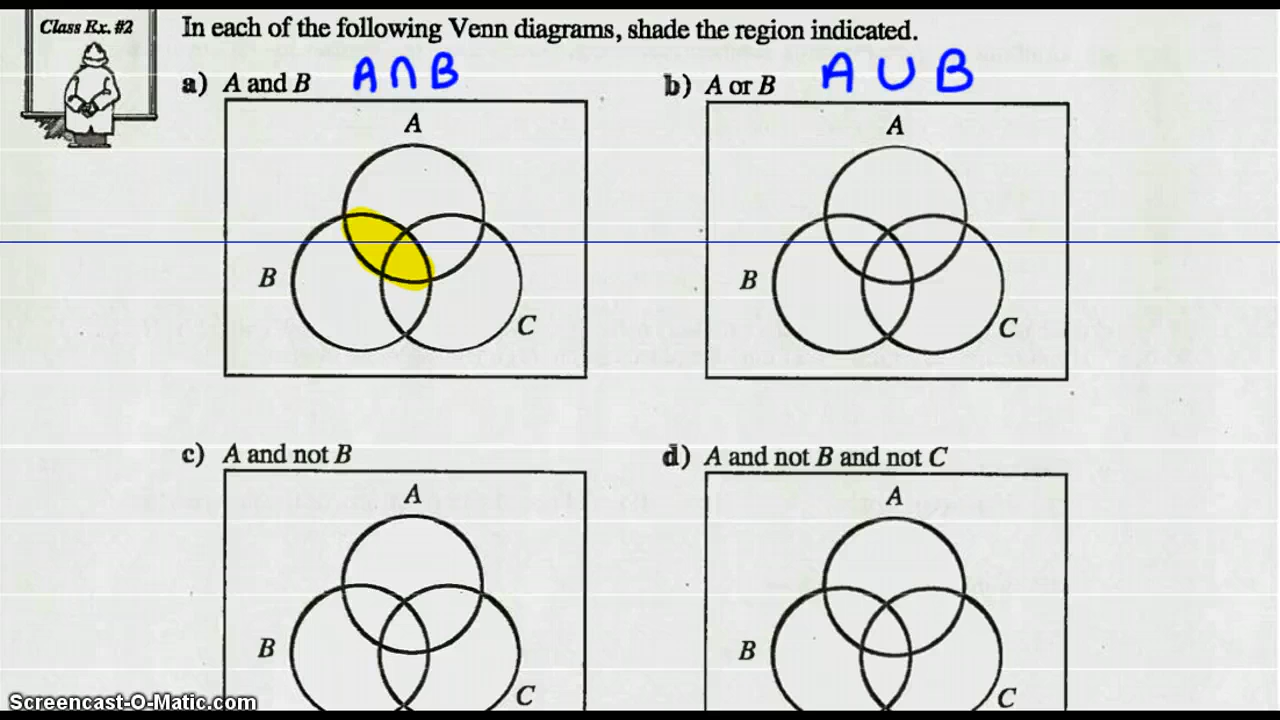 Class Ex. #2
In each of the following Venn diagrams, shade the region indicated.
a) A and B A ∩ B
b) A or B A ∪ B
A
B
C
A
B
C
c) A and not B
d) A and not B and not C
A
B
C
A
B
C
Screencast-O-Matic.com